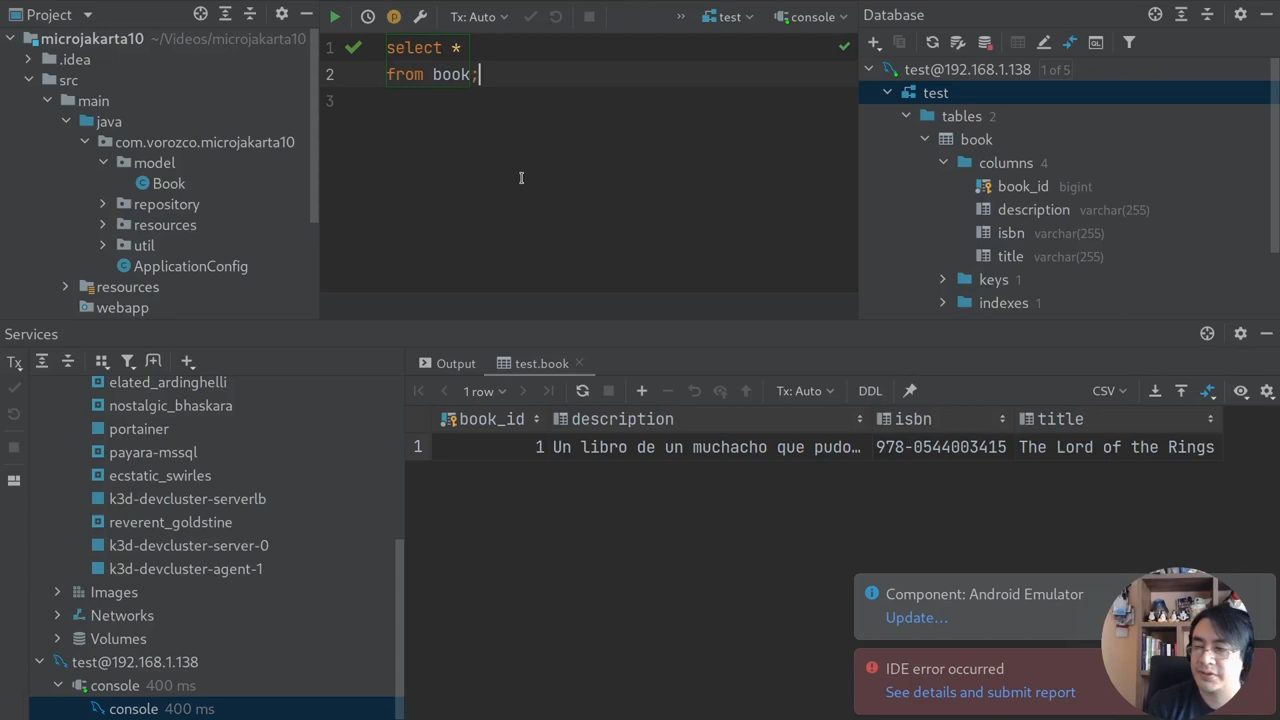 Project
Tx: Auto
test
console
Database
microjakarta10 ~/Videos/microjakarta10
.idea
src
main
java
com.vorozco.microjakarta10
model
Book
repository
resources
util
ApplicationConfig
resources
webapp
1 select *
2 from book;
3
test@192.168.1.138 1 of 5
test
tables 2
book
columns 4
book_id bigint
description varchar(255)
isbn varchar(255)
title varchar(255)
keys 1
indexes 1
Services
Tx
elated_ardinghelli
nostalgic_bhaskara
portainer
payara-mssql
ecstatic_swirles
k3d-devcluster-serverlb
reverent_goldstine
k3d-devcluster-server-0
k3d-devcluster-agent-1
Images
Networks
Volumes
test@192.168.1.138
console 400 ms
console 400 ms
Output test.book
1 row Tx: Auto DDL CSV
book_id description isbn title
1 1 Un libro de un muchacho que pudo… 978-0544003415 The Lord of the Rings
Component: Android Emulator
Update…
IDE error occurred
See details and submit report